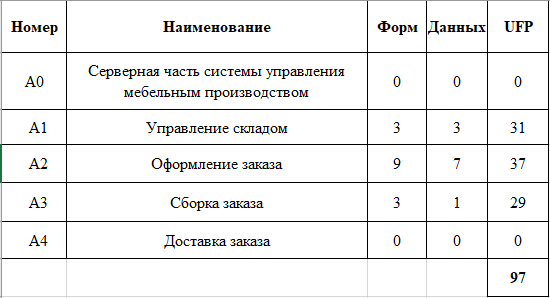 Номер Наименование Форм Данных UFP
A0 Серверная часть системы управления мебельным производством 0 0 0
A1 Управление складом 3 3 31
A2 Оформление заказа 9 7 37
A3 Сборка заказа 3 1 29
A4 Доставка заказа 0 0 0
97